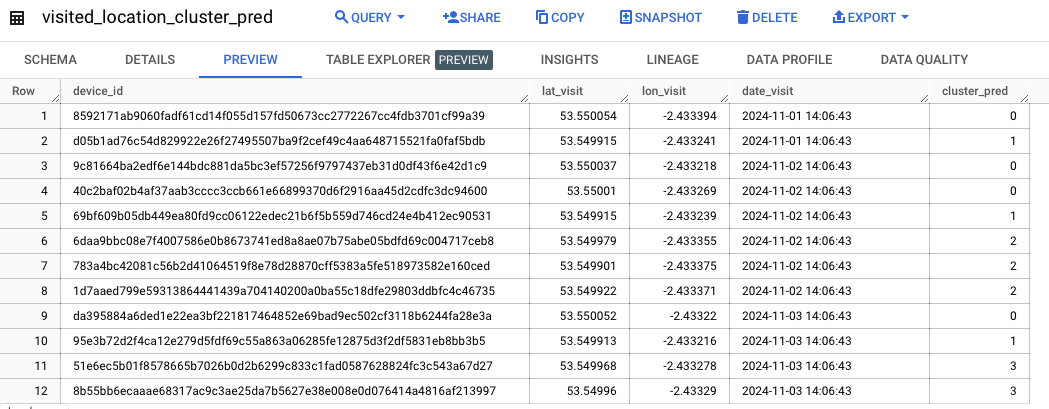 visited_location_cluster_pred QUERY SHARE COPY SNAPSHOT DELETE EXPORT
SCHEMA DETAILS PREVIEW TABLE EXPLORER PREVIEW INSIGHTS LINEAGE DATA PROFILE DATA QUALITY
Row device_id lat_visit lon_visit date_visit cluster_pred
1 8592171ab9060fadf61cd14f055d157fd50673cc2772267cc4fdb3701cf99a39 53.550054 -2.433394 2024-11-01 14:06:43 0
2 d05b1ad76c54d829922e26f27495507ba9f2cef49c4aa648715521fa0faf5bdb 53.549915 -2.433241 2024-11-01 14:06:43 1
3 9c81664ba2edf6e144bdc881da5bc3ef57256f9797437eb31d0df43f6e42d1c9 53.550037 -2.433218 2024-11-02 14:06:43 0
4 40c2baf02b4af37aab3cccc3ccb661e66899370d6f2916aa45d2cdfc3dc94600 53.55001 -2.433269 2024-11-02 14:06:43 0
5 69bf609b05db449ea80fd9cc06122edec21b6f5b559d746cd24e4b412ec90531 53.549915 -2.433239 2024-11-02 14:06:43 1
6 6daa9bbc08e7f4007586e0b8673741ed8a8ae07b75abe05bdfd69c004717ceb8 53.549979 -2.433355 2024-11-02 14:06:43 2
7 783a4bc42081c56b2d41064519f8e78d28870cff5383a5fe518973582e160ced 53.549901 -2.433375 2024-11-02 14:06:43 2
8 1d7aaed799e59313864441439a704140200a0ba55c18dfe29803ddbfc4c46735 53.549922 -2.433371 2024-11-02 14:06:43 2
9 da395884a6ded1e22ea3bf221817464852e69bad9ec502cf3118b6244fa28e3a 53.550052 -2.43322 2024-11-03 14:06:43 0
10 95e3b72d2f4ca12e279d5fdf69c55a863a06285fe12875d3f2df5831eb8bb3b5 53.549913 -2.433216 2024-11-03 14:06:43 1
11 51e6ec5b01f8578665b7026b0d2b6299c833c1fad0587628824fc3c543a67d27 53.549968 -2.433278 2024-11-03 14:06:43 3
12 8b55bb6ecaaae68317ac9c3ae25da7b5627e38e008e0d076414a4816af213997 53.54996 -2.43329 2024-11-03 14:06:43 3